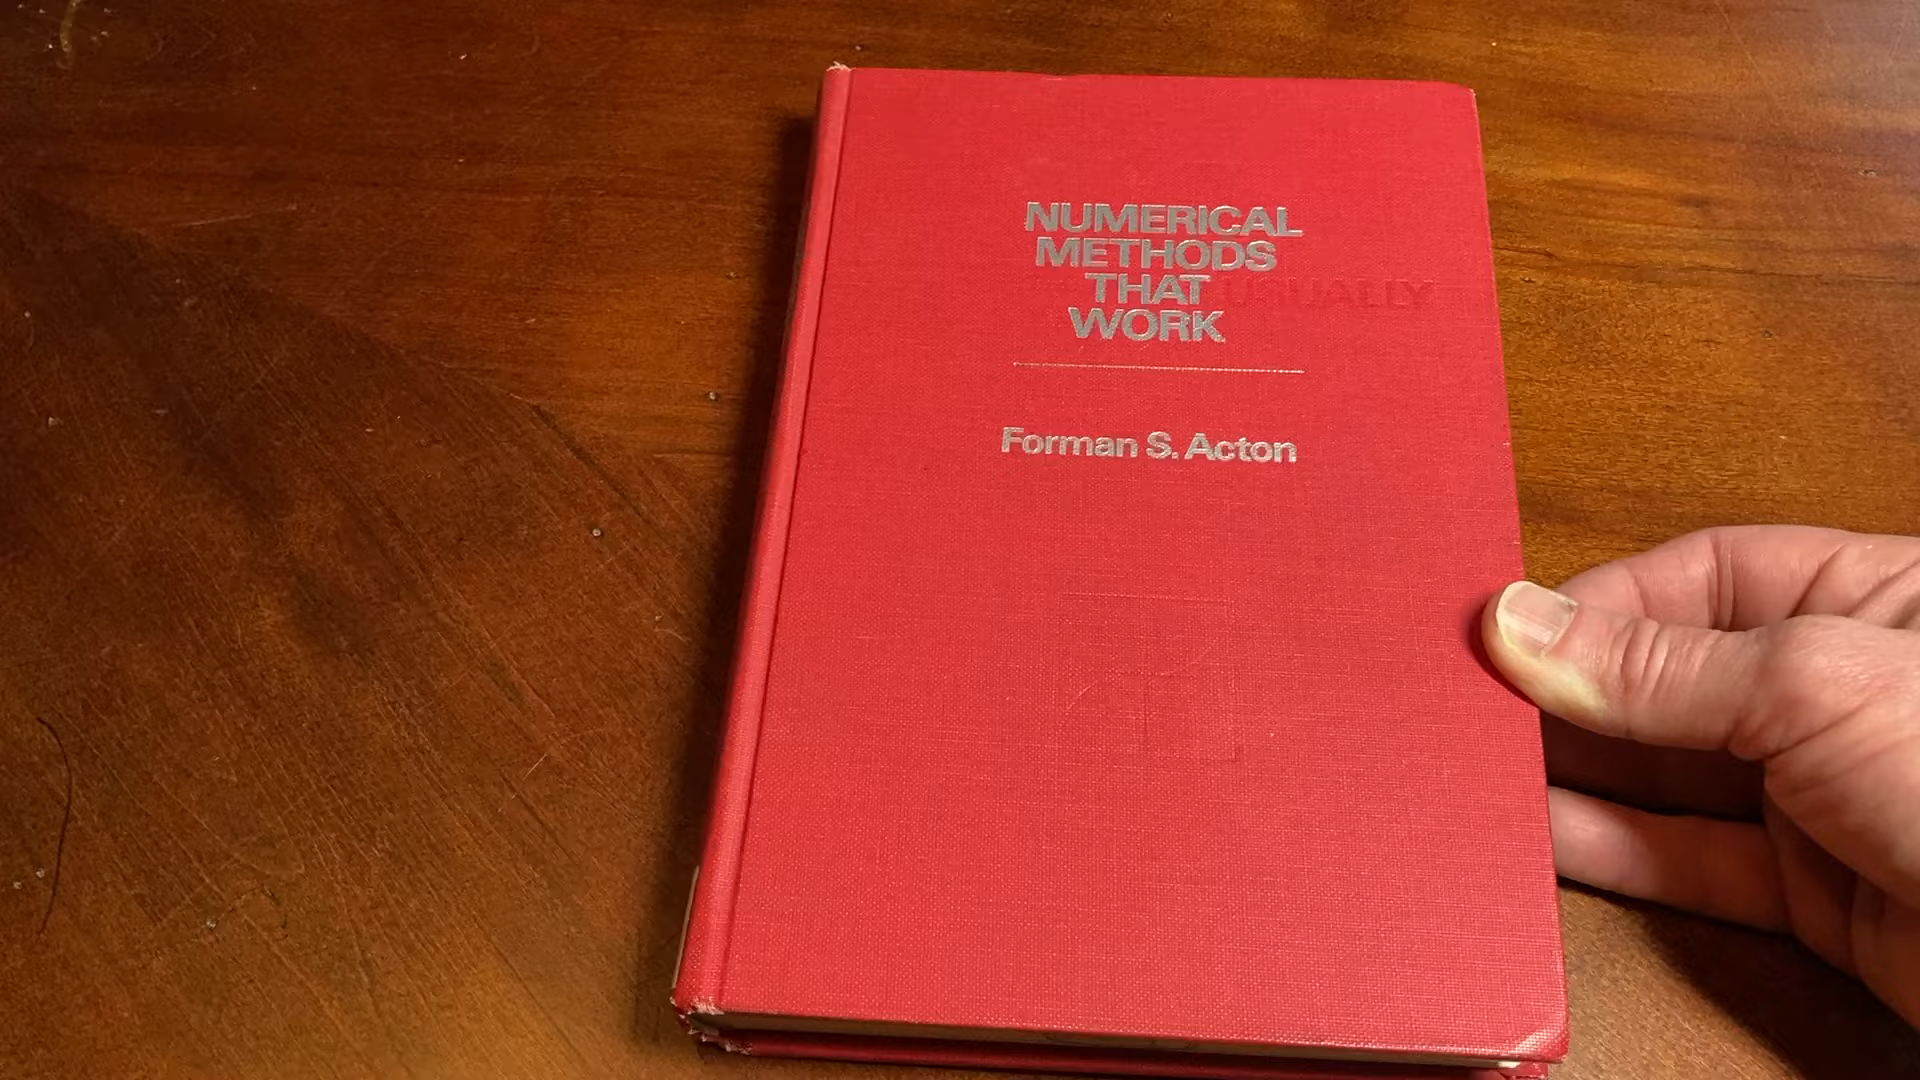 NUMERICAL
METHODS
THAT USUALLY
WORK
Forman S. Acton